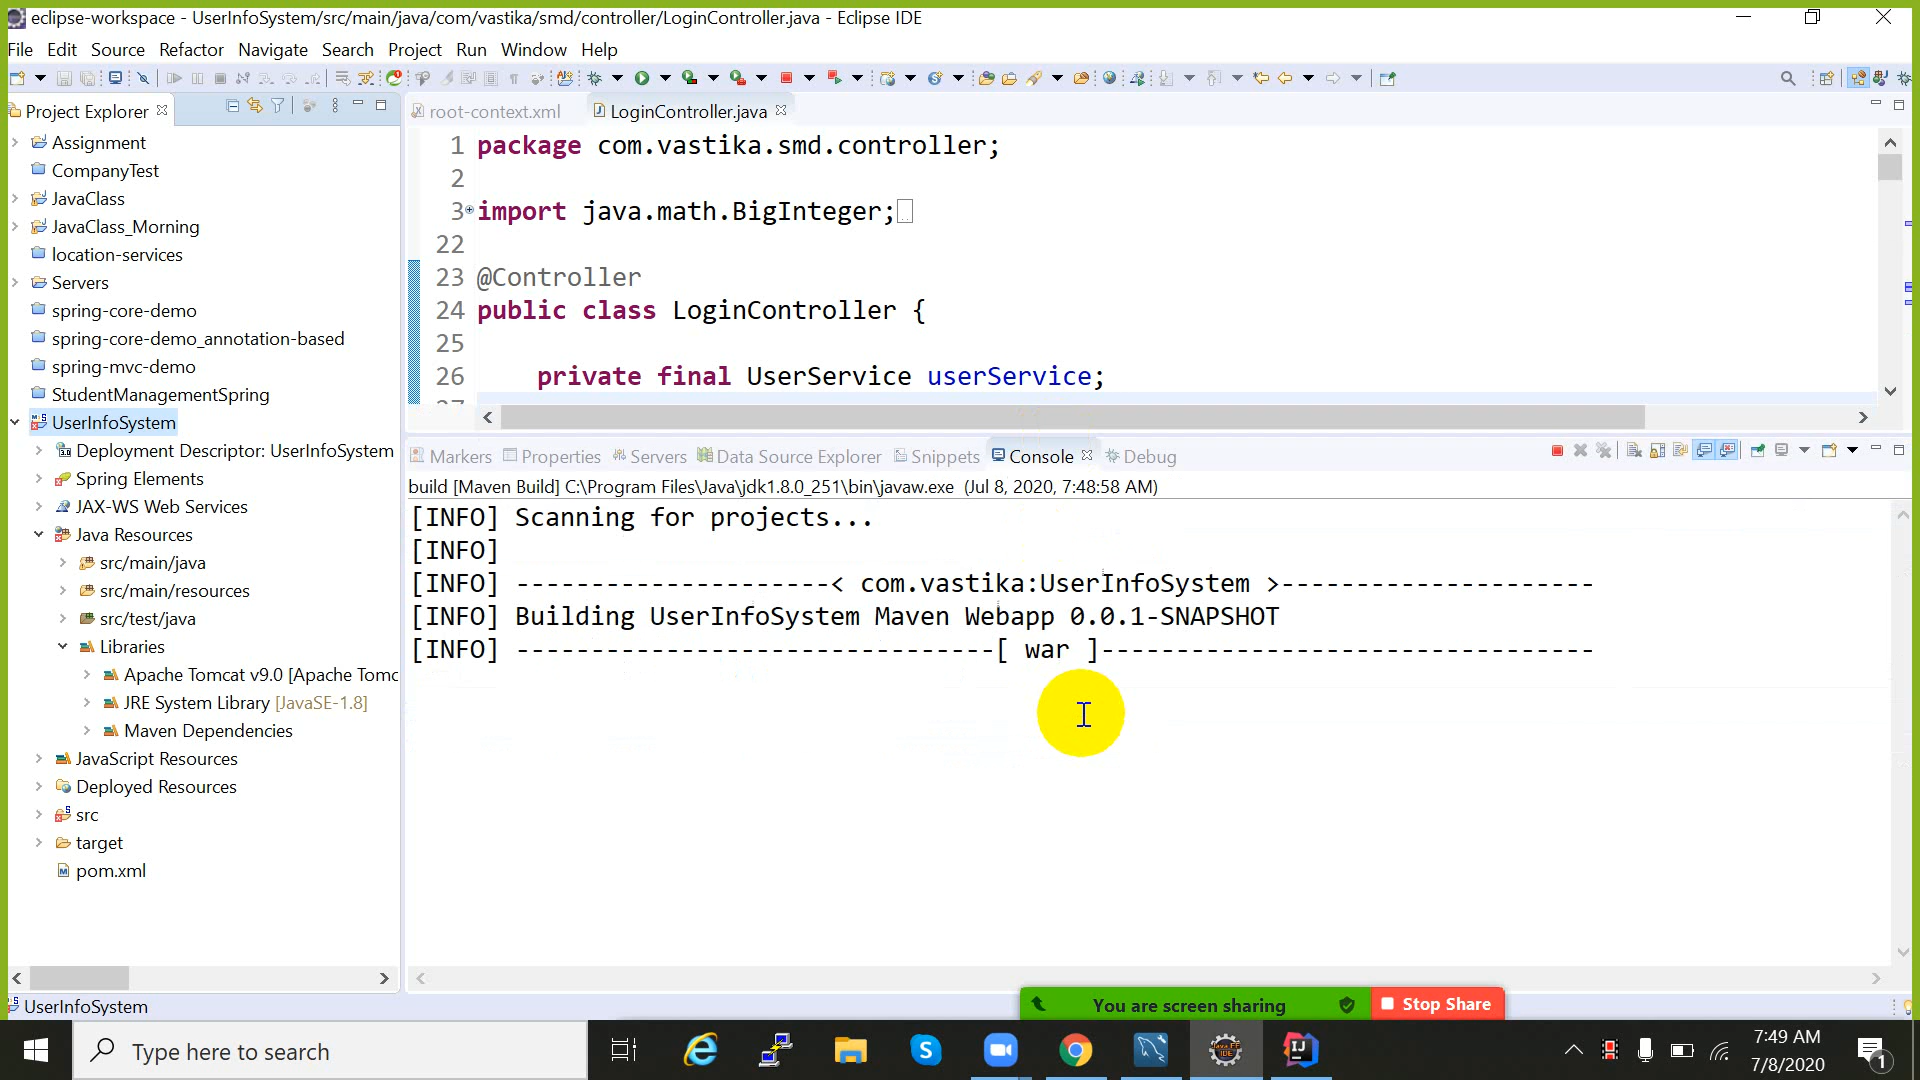 eclipse-workspace - UserInfoSystem/src/main/java/com/vastika/smd/controller/LoginController.java - Eclipse IDE
File Edit Source Refactor Navigate Search Project Run Window Help
Project Explorer
Assignment
CompanyTest
JavaClass
JavaClass_Morning
location-services
Servers
spring-core-demo
spring-core-demo_annotation-based
spring-mvc-demo
StudentManagementSpring
UserInfoSystem
Deployment Descriptor: UserInfoSystem
Spring Elements
JAX-WS Web Services
Java Resources
src/main/java
src/main/resources
src/test/java
Libraries
Apache Tomcat v9.0 [Apache Tomc
JRE System Library [JavaSE-1.8]
Maven Dependencies
JavaScript Resources
Deployed Resources
src
target
pom.xml
root-context.xml LoginController.java
1 package com.vastika.smd.controller;
2
3 import java.math.BigInteger;
22
23 @Controller
24 public class LoginController {
25
26 private final UserService userService;
27
Markers Properties Servers Data Source Explorer Snippets Console Debug
build [Maven Build] C:\Program Files\Java\jdk1.8.0_251\bin\javaw.exe (Jul 8, 2020, 7:48:58 AM)
[INFO] Scanning for projects...
[INFO]
[INFO] ---------------------< com.vastika:UserInfoSystem >---------------------
[INFO] Building UserInfoSystem Maven Webapp 0.0.1-SNAPSHOT
[INFO] --------------------------------[ war ]---------------------------------
UserInfoSystem
You are screen sharing Stop Share
Type here to search
7:49 AM
7/8/2020
1